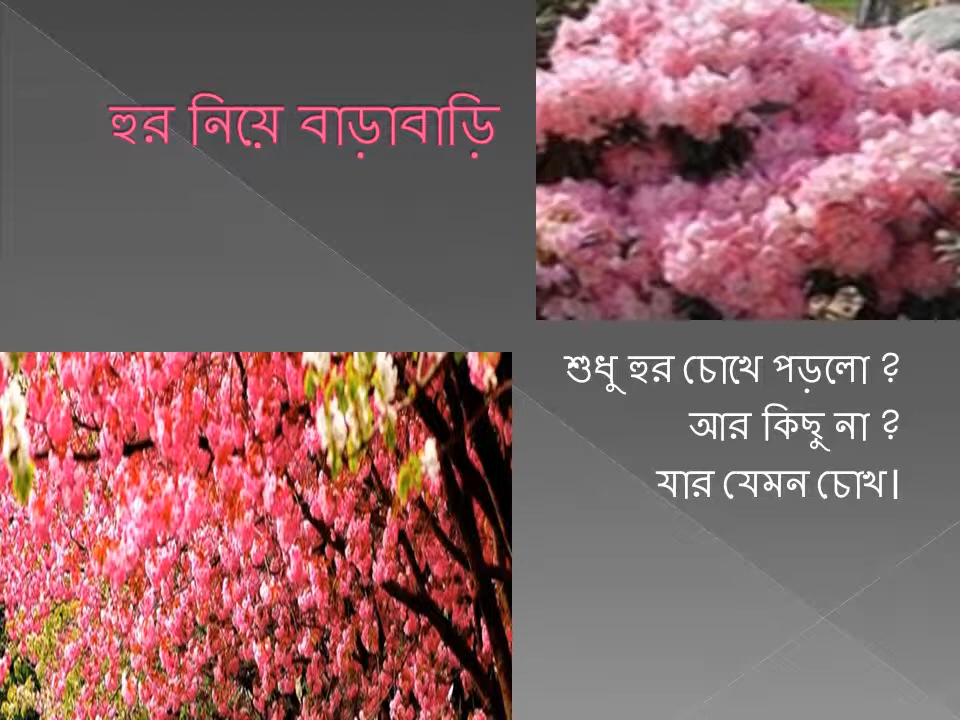 হুর নিয়ে বাড়াবাড়ি
শুধু হুর চোখে পড়লো ?
আর কিছু না ?
যার যেমন চোখ।